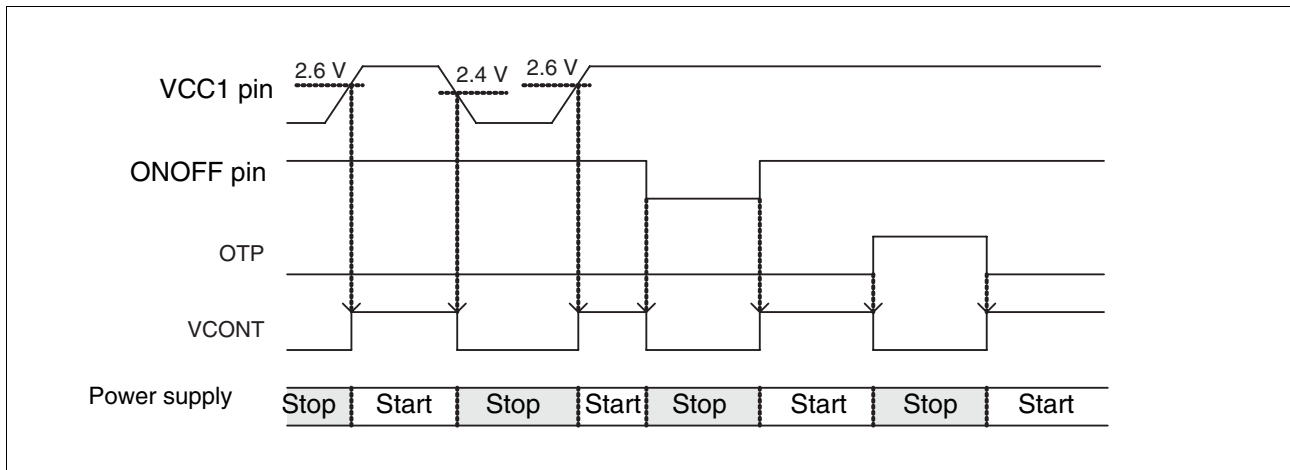 2.6 V 2.4 V 2.6 V
VCC1 pin
ONOFF pin
OTP
VCONT
Power supply Stop Start Stop Start Stop Start Stop Start